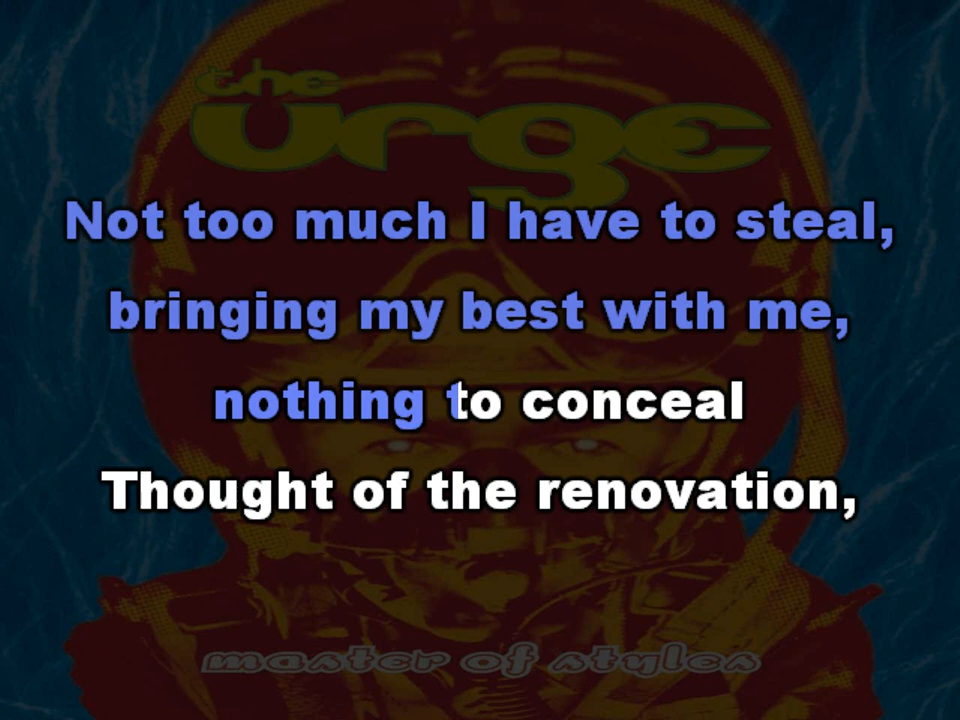 the
urge
Not too much I have to steal,
bringing my best with me,
nothing to conceal
Thought of the renovation,
master of styles